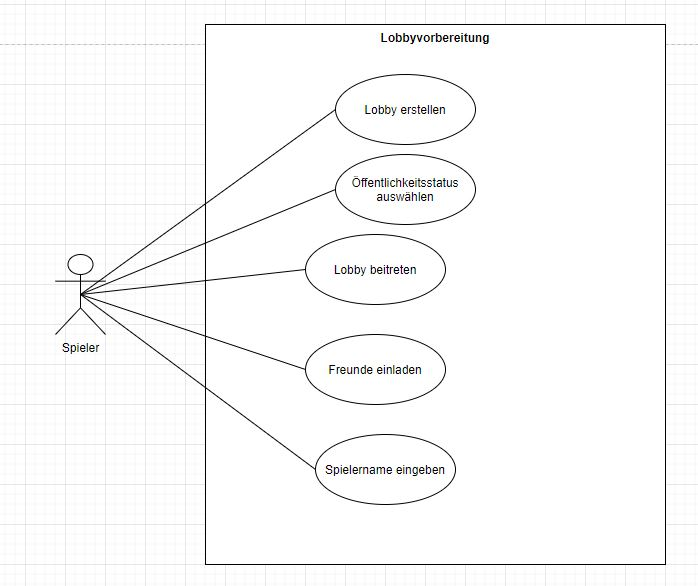 Lobbyvorbereitung
Lobby erstellen
Öffentlichkeitsstatus
auswählen
Lobby beitreten
Spieler
Freunde einladen
Spielername eingeben